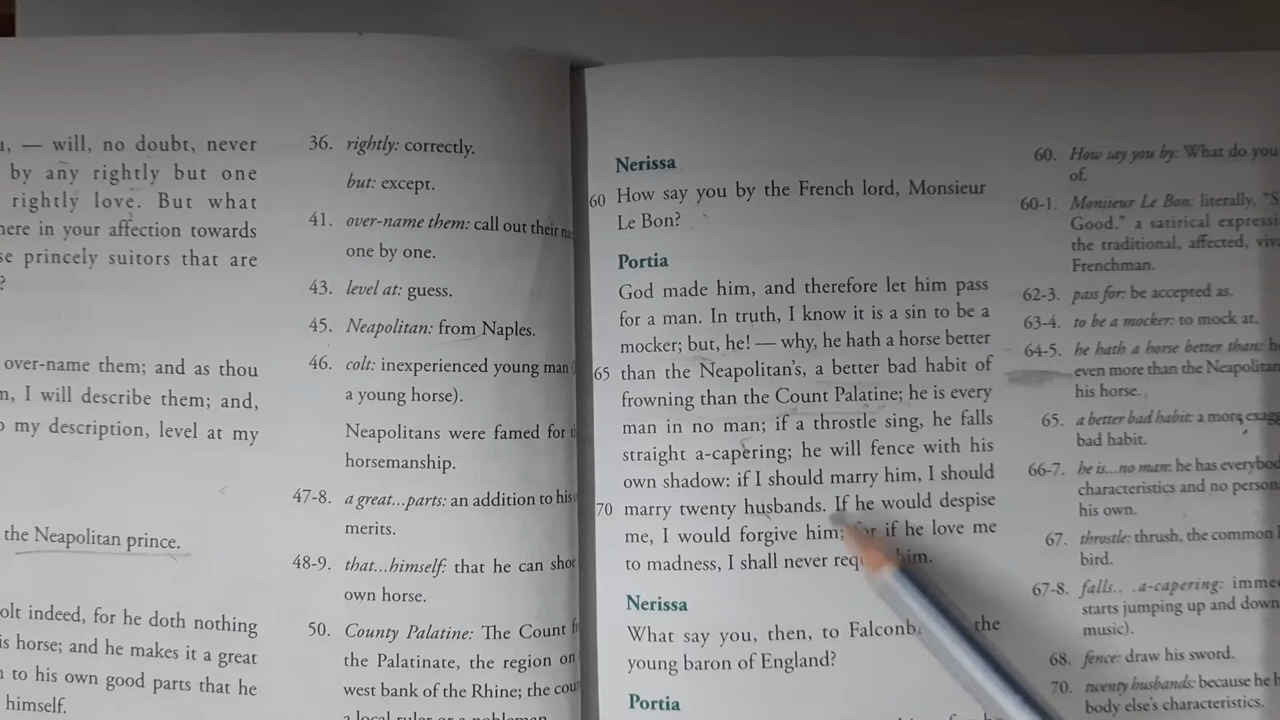 u, — will, no doubt, never
by any rightly but one
rightly love. But what
here in your affection towards
se princely suitors that are
?
over-name them; and as thou
m, I will describe them; and,
o my description, level at my
the Neapolitan prince.
olt indeed, for he doth nothing
is horse; and he makes it a great
n to his own good parts that he
himself.
36. rightly: correctly.
but: except.
41. over-name them: call out their
one by one.
43. level at: guess.
45. Neapolitan: from Naples.
46. colt: inexperienced young man
a young horse).
Neapolitans were famed for
horsemanship.
47-8. a great...parts: an addition to his
merits.
48-9. that...himself: that he can shoe
own horse.
50. County Palatine: The Count
the Palatinate, the region on
west bank of the Rhine; the
a local ruler or a nobleman
Nerissa
60 How say you by the French lord, Monsieur
Le Bon?
Portia
God made him, and therefore let him pass
for a man. In truth, I know it is a sin to be a
mocker; but, he! — why, he hath a horse better
65 than the Neapolitan's, a better bad habit of
frowning than the Count Palatine; he is every
man in no man; if a throstle sing, he falls
straight a-capering; he will fence with his
own shadow: if I should marry him, I should
70 marry twenty husbands. If he would despise
me, I would forgive him; for if he love me
to madness, I shall never him.
Nerissa
What say you, then, to the
young baron of England?
Portia
60. How say you by: What do you
of.
60-1. Monsieur Le Bon: literally,
Good." a satirical
the traditional, affected,
Frenchman.
62-3. pass for: be accepted as.
63-4. to be a mocker: to mock at.
64-5. he hath a horse better than:
even more than the Neapolitan
his horse.
65. a better bad habit: a more
bad habit.
66-7. he is...no man: he has everybod
characteristics and no
his own.
67. throstle: thrush, the common
bird.
67-8. falls.. .a-capering:
starts jumping up and down
music).
68. fence: draw his sword.
70. twenty husbands: because he
body else's characteristics.